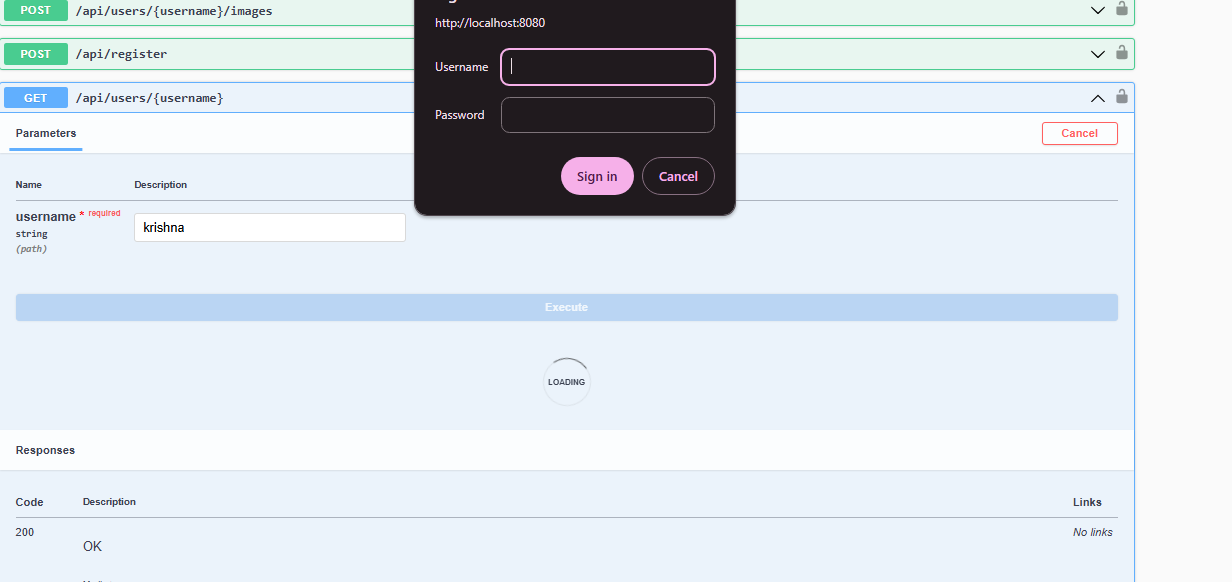 POST /api/users/{username}/images
http://localhost:8080
POST /api/register
Username
GET /api/users/{username}
Password
Parameters
Cancel
Sign in
Cancel
Name Description
username * required
krishna
string
(path)
Execute
LOADING
Responses
Code Description Links
200
No links
OK